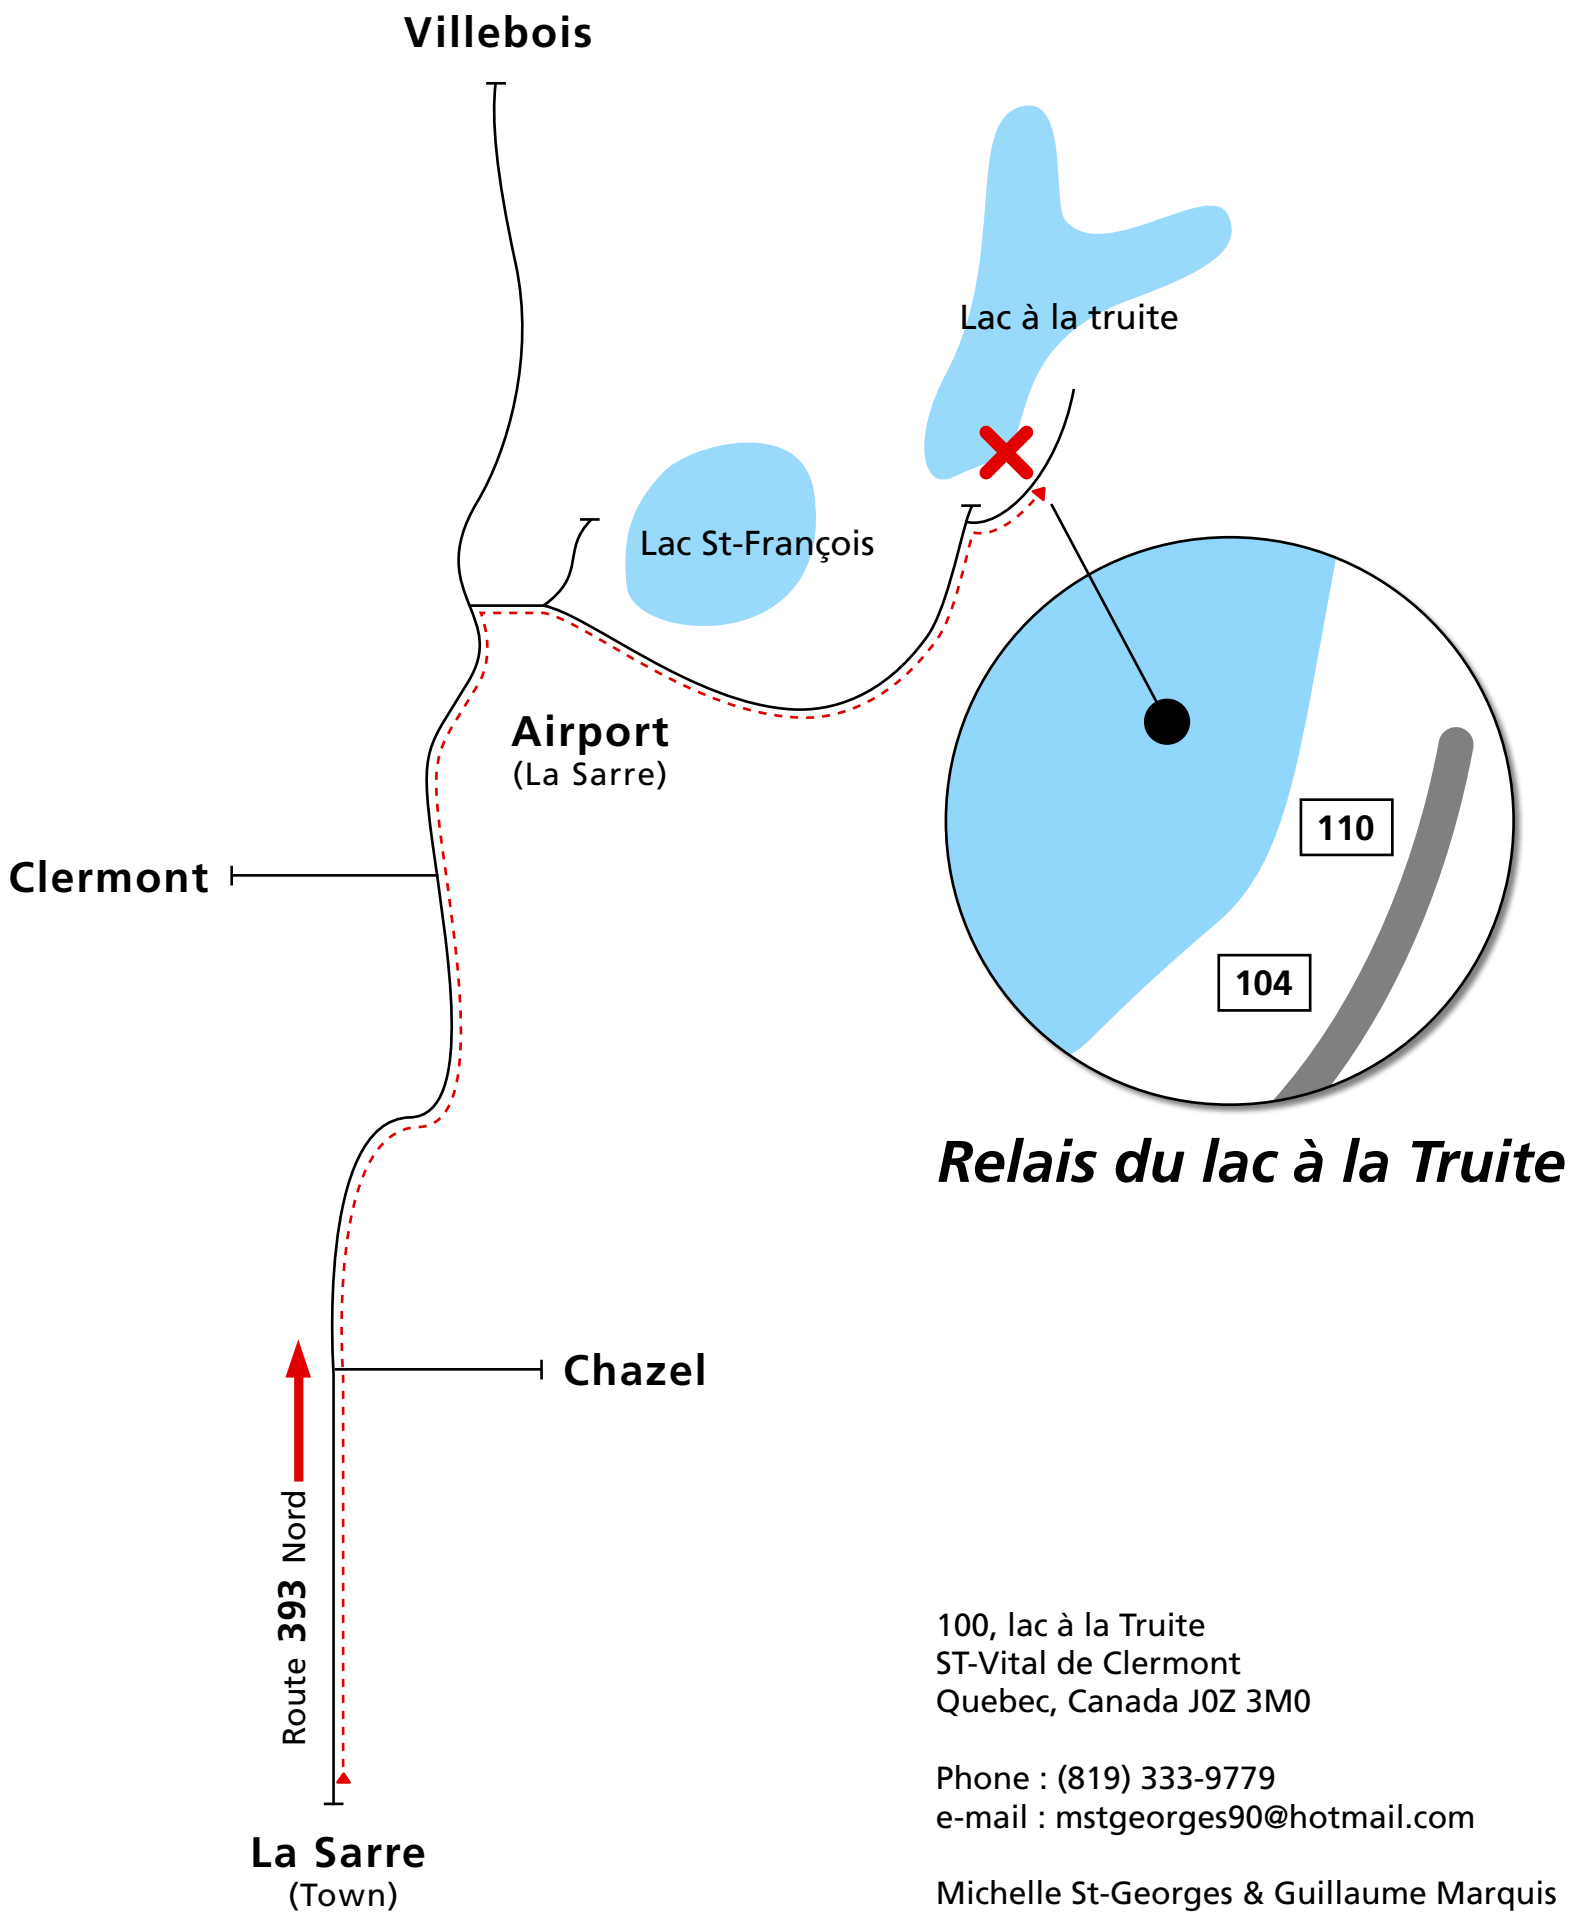 Villebois
Lac à la truite
Lac St-François
Airport
(La Sarre)
Clermont
110
104
Relais du lac à la Truite
Chazel
Route 393 Nord
La Sarre
(Town)
100, lac à la Truite
ST-Vital de Clermont
Quebec, Canada J0Z 3M0
Phone : (819) 333-9779
e-mail : mstgeorges90@hotmail.com
Michelle St-Georges & Guillaume Marquis